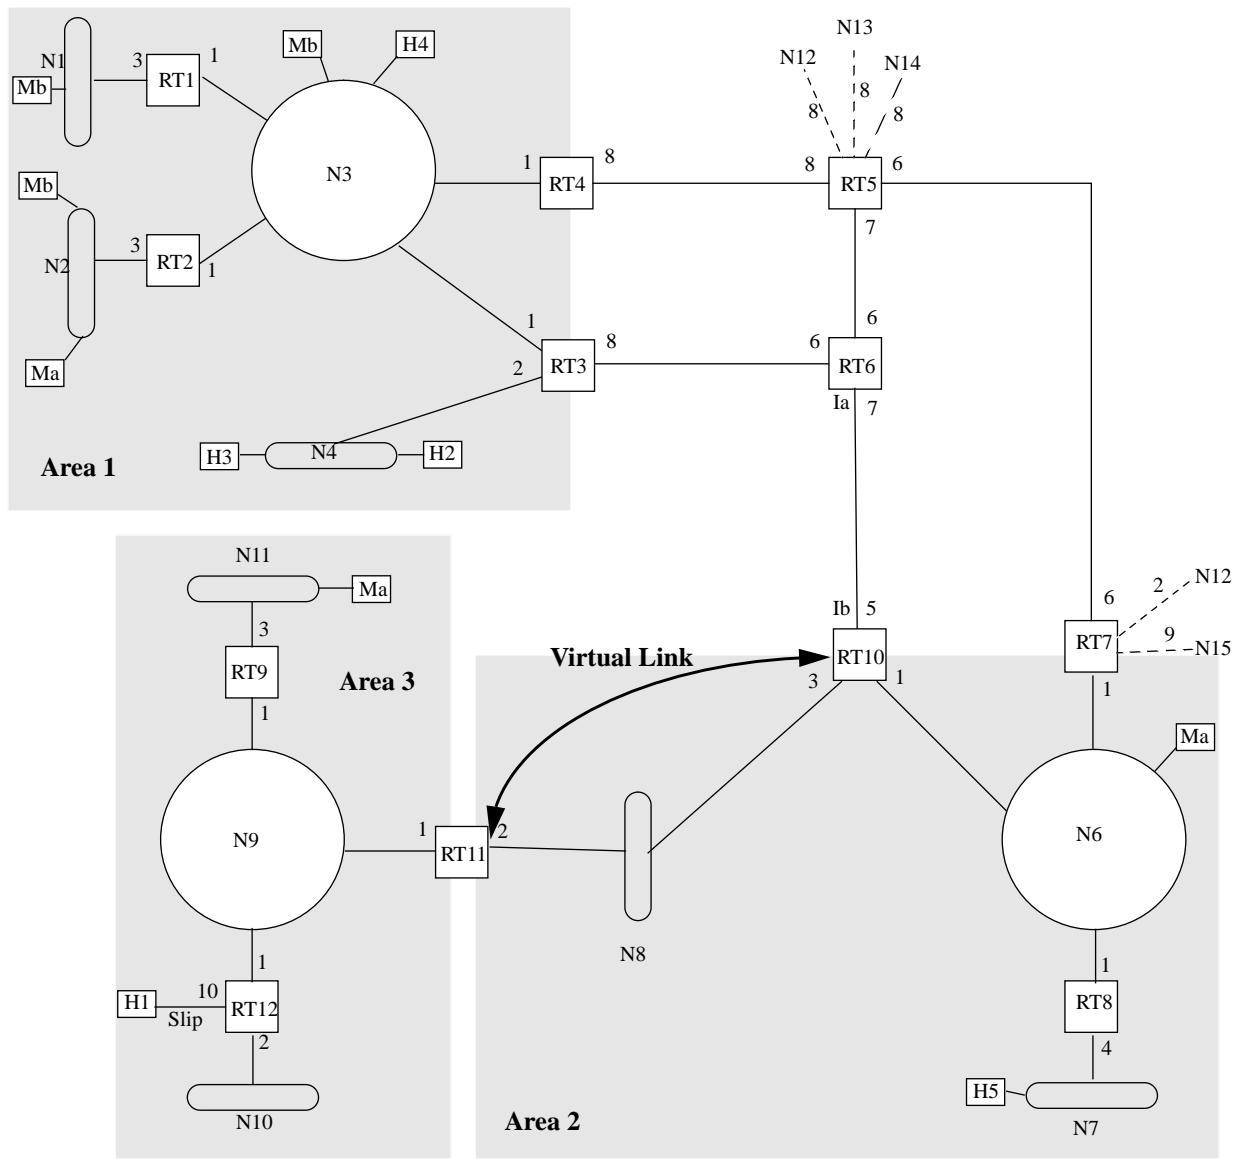 N13
N12
N14
8
8
8
N1
Mb
3
RT1
1
Mb
H4
N3
Mb
N2
3
RT2
1
Ma
1
RT4
8
8
RT5
6
7
1
RT3
8
2
6
6
RT6
Ia
7
H3
N4
H2
Area 1
N11
Ma
3
RT9
1
Area 3
N9
1
RT11
2
1
H1
10
Slip
RT12
2
N10
Virtual Link
Ib
5
RT10
3
1
6
RT7
2
N12
9
N15
1
Ma
N6
N8
1
RT8
4
H5
N7
Area 2